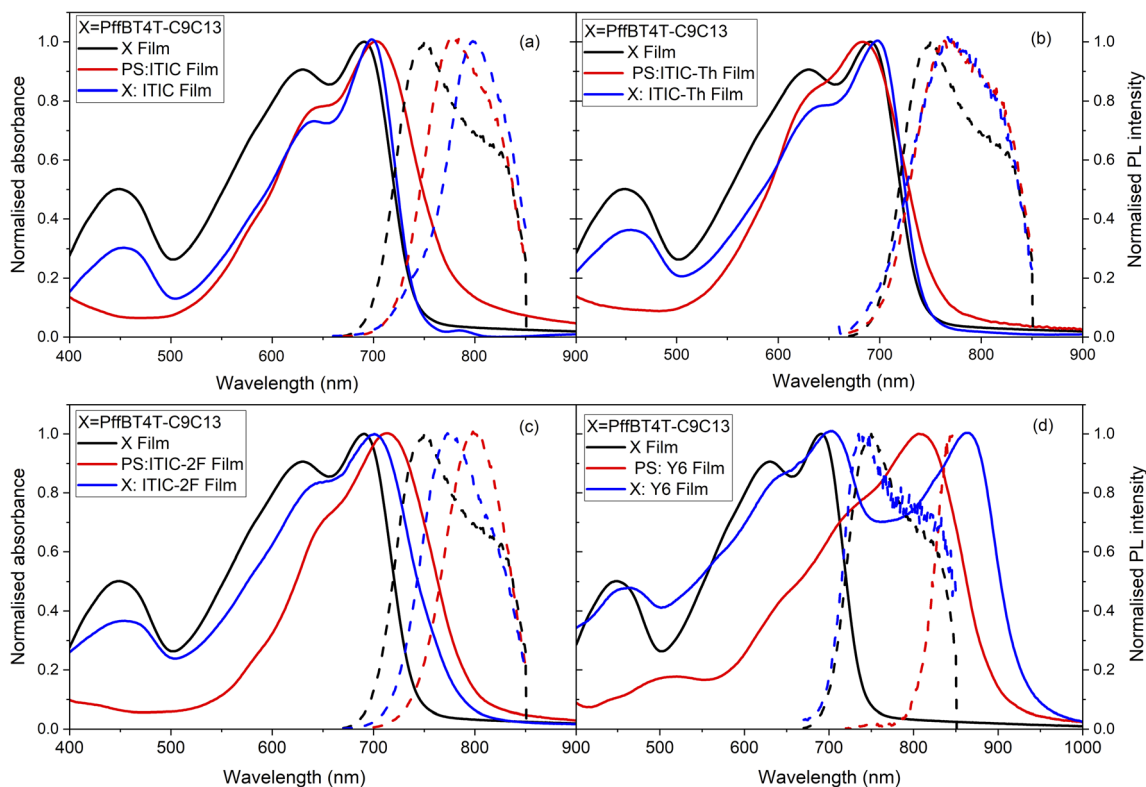 X=PffBT4T-C9C13
X Film
PS:ITIC Film
X: ITIC Film
(a)
1.0
0.8
0.6
0.4
0.2
0.0
Normalised absorbance
400 500 600 700 800 900
Wavelength (nm)
X=PffBT4T-C9C13
X Film
PS:ITIC-Th Film
X: ITIC-Th Film
(b)
1.0
0.8
0.6
0.4
0.2
0.0
Normalised PL intensity
600 700 800 900
Wavelength (nm)
X=PffBT4T-C9C13
X Film
PS:ITIC-2F Film
X: ITIC-2F Film
(c)
1.0
0.8
0.6
0.4
0.2
0.0
Normalised absorbance
400 500 600 700 800 900
Wavelength (nm)
X=PffBT4T-C9C13
X Film
PS: Y6 Film
X: Y6 Film
(d)
1.0
0.8
0.6
0.4
0.2
0.0
Normalised PL intensity
500 600 700 800 900 1000
Wavelength (nm)